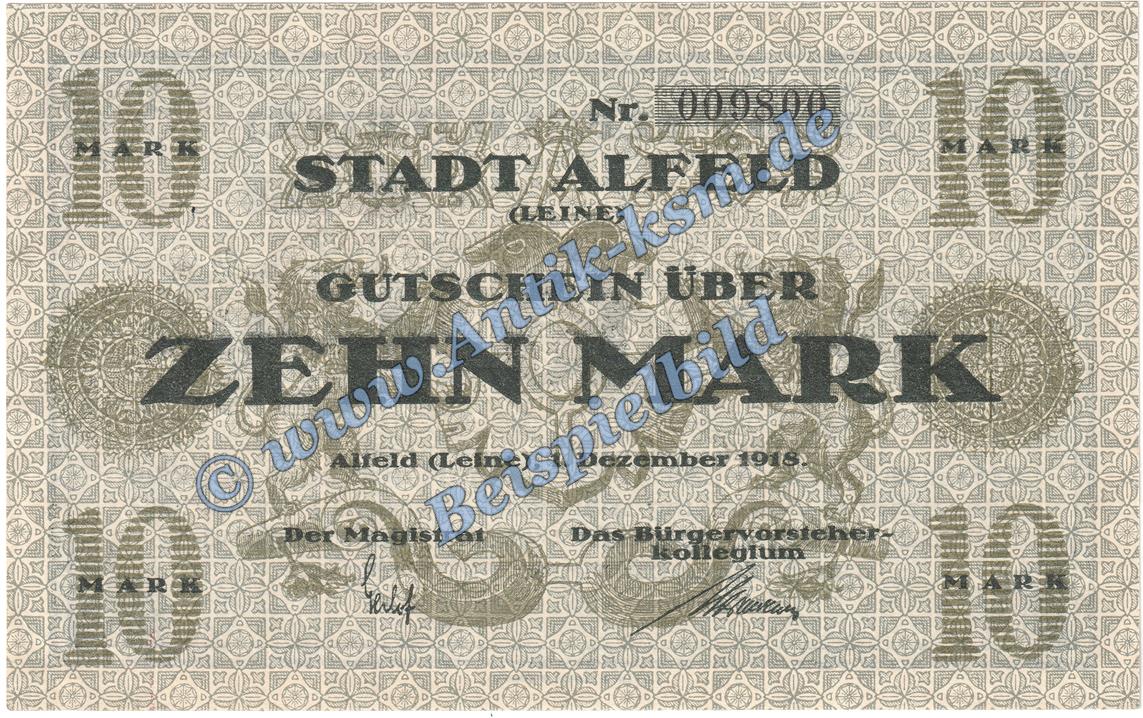 10 MARK
10 MARK
Nr. 009800
STADT ALFELD
(LEINE)
GUTSCHEIN ÜBER
ZEHN MARK
Alfeld (Leine) 1. Dezember 1918.
Der Magistrat
Das Bürgervorsteher-
kollegium
10 MARK
10 MARK
© www.Antik-ksm.de
Beispielbild